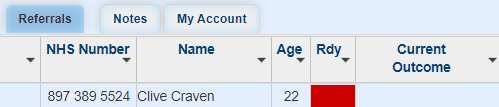 Referrals Notes My Account
NHS Number Name Age Rdy Current
Outcome
897 389 5524 Clive Craven 22